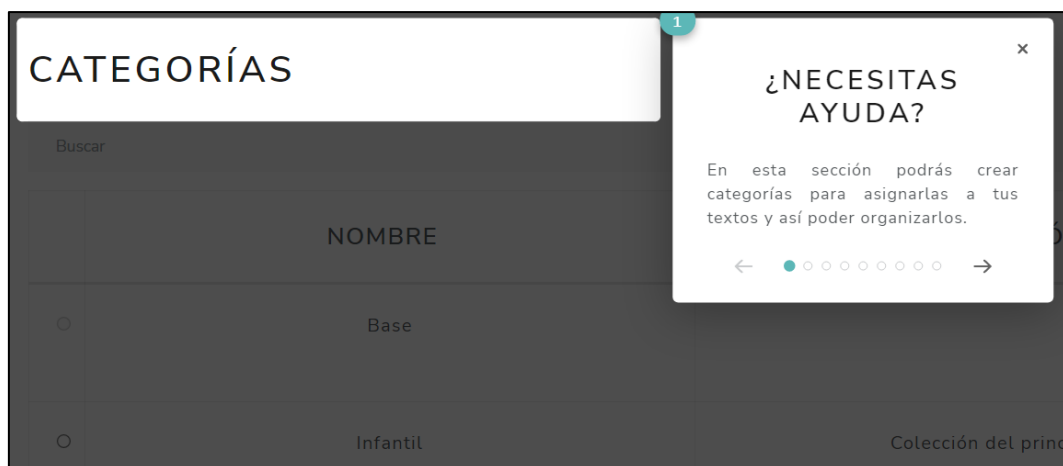 CATEGORÍAS
1
×
¿NECESITAS
AYUDA?
En esta sección podrás crear
categorías para asignarlas a tus
textos y así poder organizarlos.
Buscar
NOMBRE
Base
Infantil
Colección del